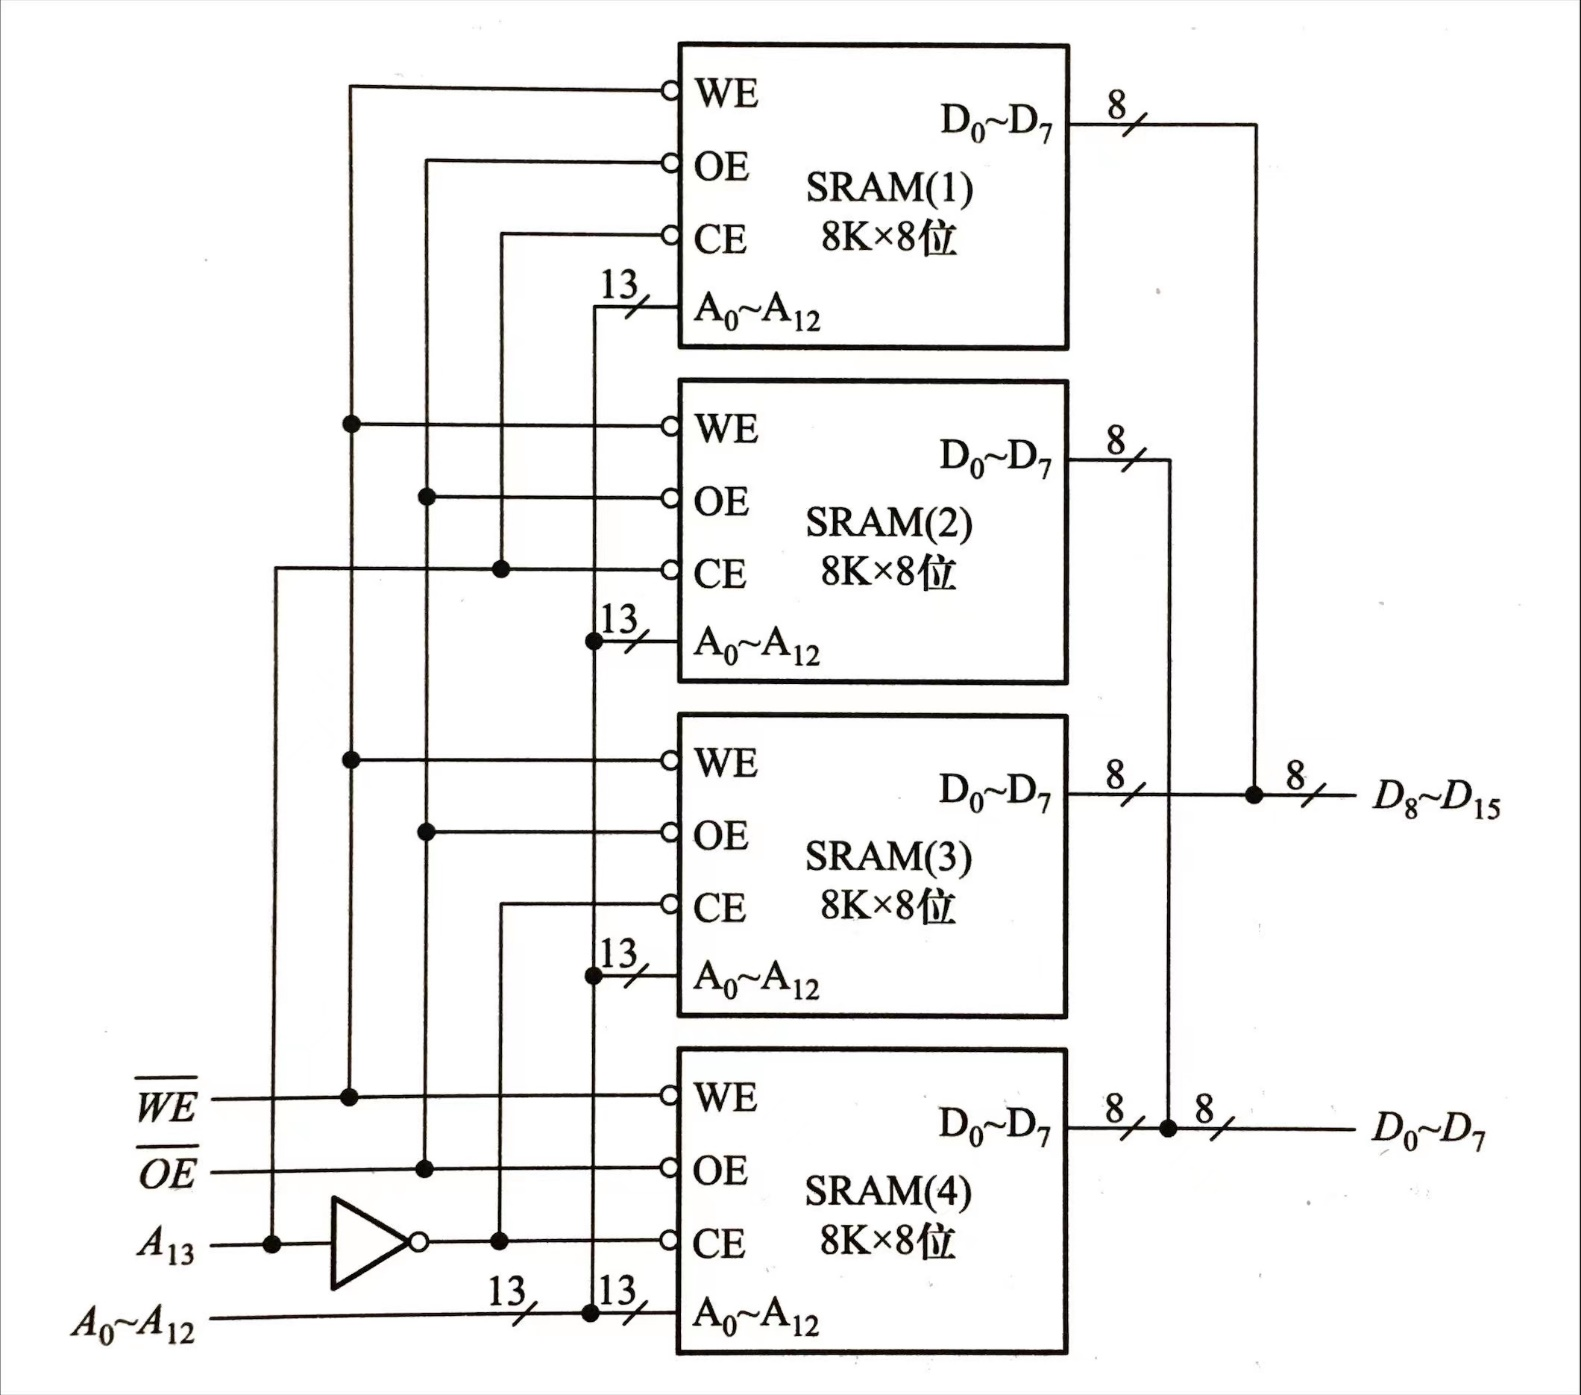 WE
D₀~D₇
8
OE
SRAM(1)
8K×8位
CE
13
A₀~A₁₂
WE
D₀~D₇
8
OE
SRAM(2)
8K×8位
CE
13
A₀~A₁₂
WE
D₀~D₇
8
8
D₈~D₁₅
OE
SRAM(3)
8K×8位
CE
13
A₀~A₁₂
W̅E̅
WE
D₀~D₇
8
8
D₀~D₇
O̅E̅
OE
SRAM(4)
8K×8位
A₁₃
CE
A₀~A₁₂
13
13
A₀~A₁₂